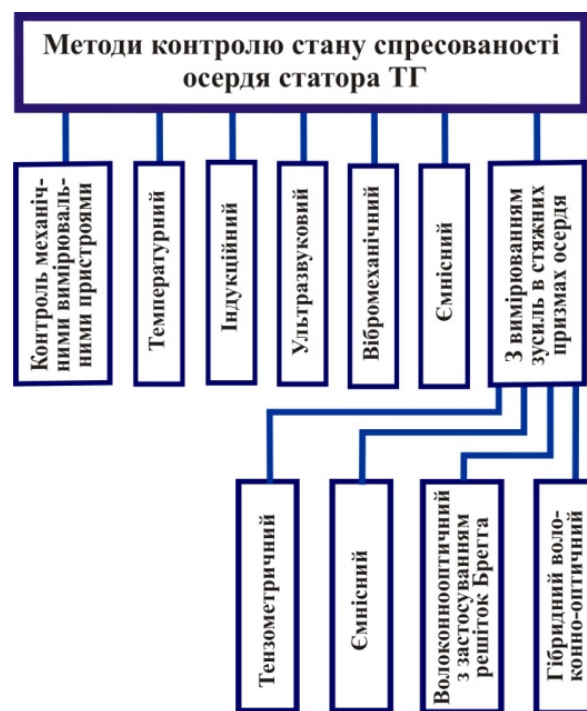 Методи контролю стану спресованості
осердя статора ТГ
Контроль механіч-
ними вимірюваль-
ними пристроями
Температурний
Індукційний
Ультразвуковий
Вібромеханічний
Ємнісний
З вимірюванням
зусиль в стяжних
призмах осердя
Тензометричний
Ємнісний
Волоконнооптичний
з застосуванням
решіток Брегга
Гібридний воло-
конно-оптичний